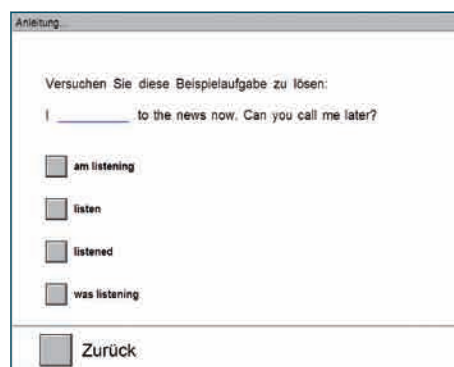 Anleitung...
Versuchen Sie diese Beispielaufgabe zu lösen:
I ________ to the news now. Can you call me later?
am listening
listen
listened
was listening
Zurück